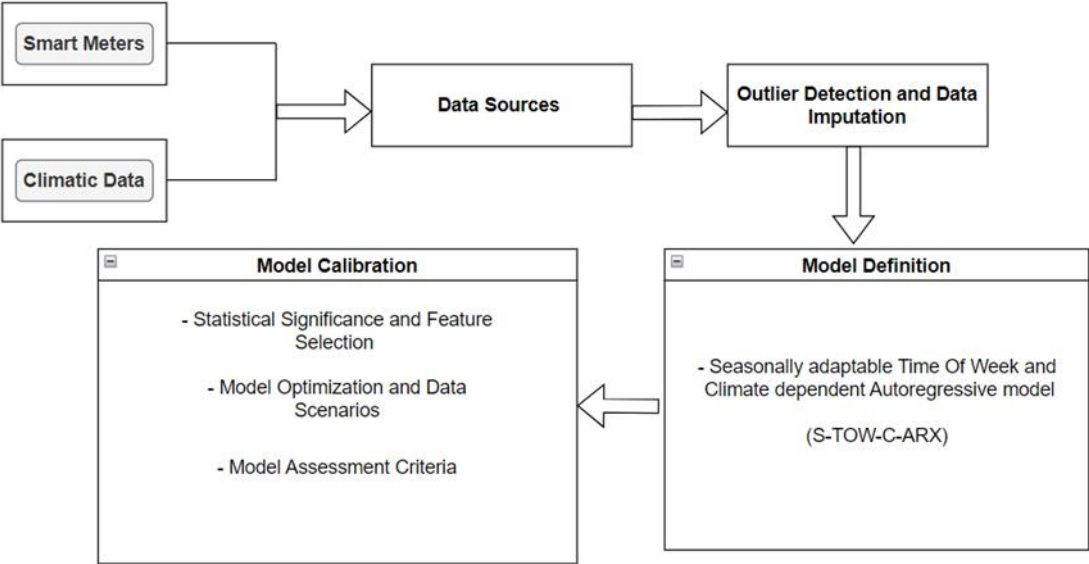 Smart Meters
Data Sources
Outlier Detection and Data
Imputation
Climatic Data
Model Calibration
- Statistical Significance and Feature
Selection
- Model Optimization and Data
Scenarios
- Model Assessment Criteria
Model Definition
- Seasonally adaptable Time Of Week and
Climate dependent Autoregressive model
(S-TOW-C-ARX)